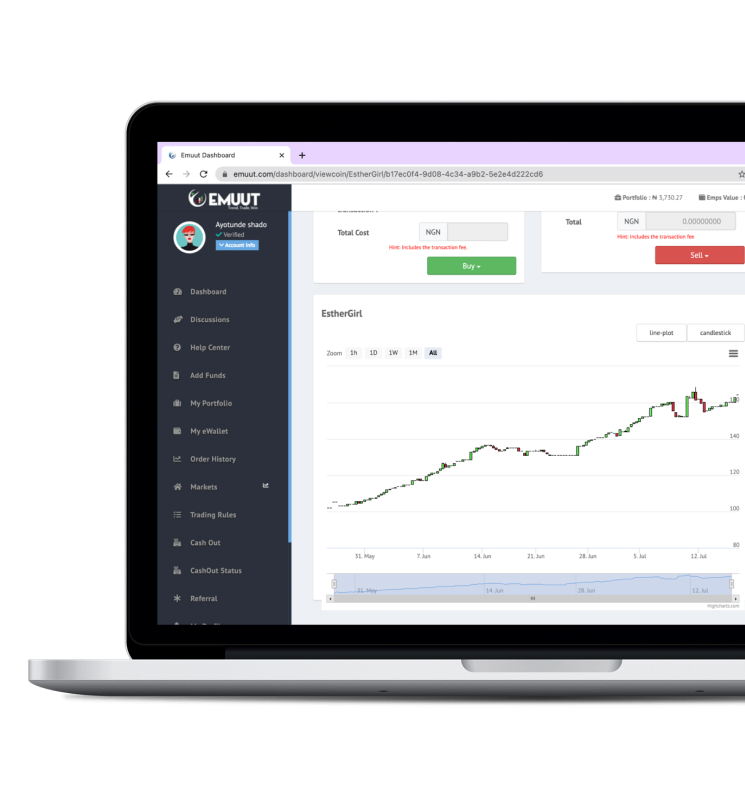 Emuut Dashboard
emuut.com/dashboard/viewcoin/EstherGirl/b17ec0f4-9d08-4c34-a9b2-5e2e4d222cd6
EMUUT
Portfolio : ₦ 3,730.27
Emps Value :
Ayotunde shado
Verified
Account Info
Total Cost
NGN
Hint: Includes the transaction fee.
Buy
Total
NGN
0.00000000
Hint: Includes the transaction fee
Sell
Dashboard
Discussions
Help Center
Add Funds
My Portfolio
My eWallet
Order History
Markets
Trading Rules
Cash Out
CashOut Status
Referral
EstherGirl
line-plot
candlestick
Zoom 1h 1D 1W 1M All
160
140
120
100
80
31. May 7. Jun 14. Jun 21. Jun 28. Jun 5. Jul 12. Jul
31. May 14. Jun 28. Jun 12. Jul
Highcharts.com